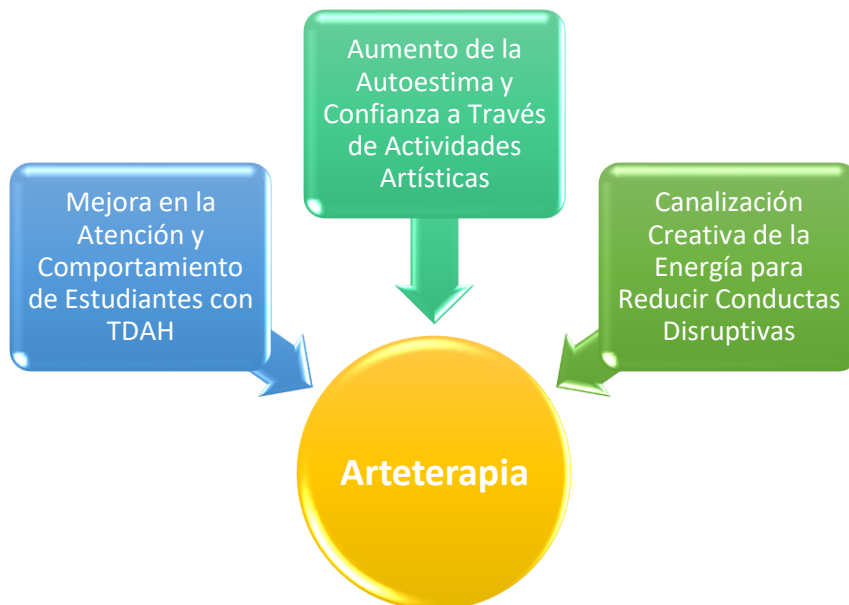 Aumento de la
Autoestima y
Confianza a Través
de Actividades
Artísticas
Mejora en la
Atención y
Comportamiento
de Estudiantes con
TDAH
Canalización
Creativa de la
Energía para
Reducir Conductas
Disruptivas
Arteterapia